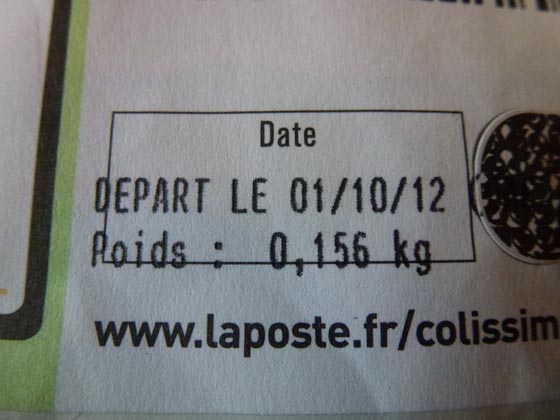 Date
DEPART LE 01/10/12
Poids : 0,156 kg
www.laposte.fr/colissim